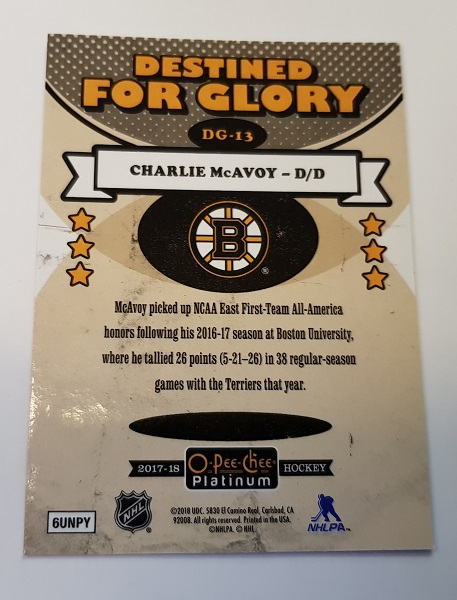 DESTINED
FOR GLORY
DG-13
CHARLIE McAVOY – D/D
B
®
McAvoy picked up NCAA East First-Team All-America
honors following his 2016-17 season at Boston University,
where he tallied 26 points (5-21–26) in 38 regular-season
games with the Terriers that year.
2017-18 O-PEE-CHEE HOCKEY
Platinum
6UNPY
NHL
©2018 UDC. 5830 El Camino Real, Carlsbad, CA
92008. All rights reserved. Printed in the USA.
©NHLPA. © NHL.
NHLPA™